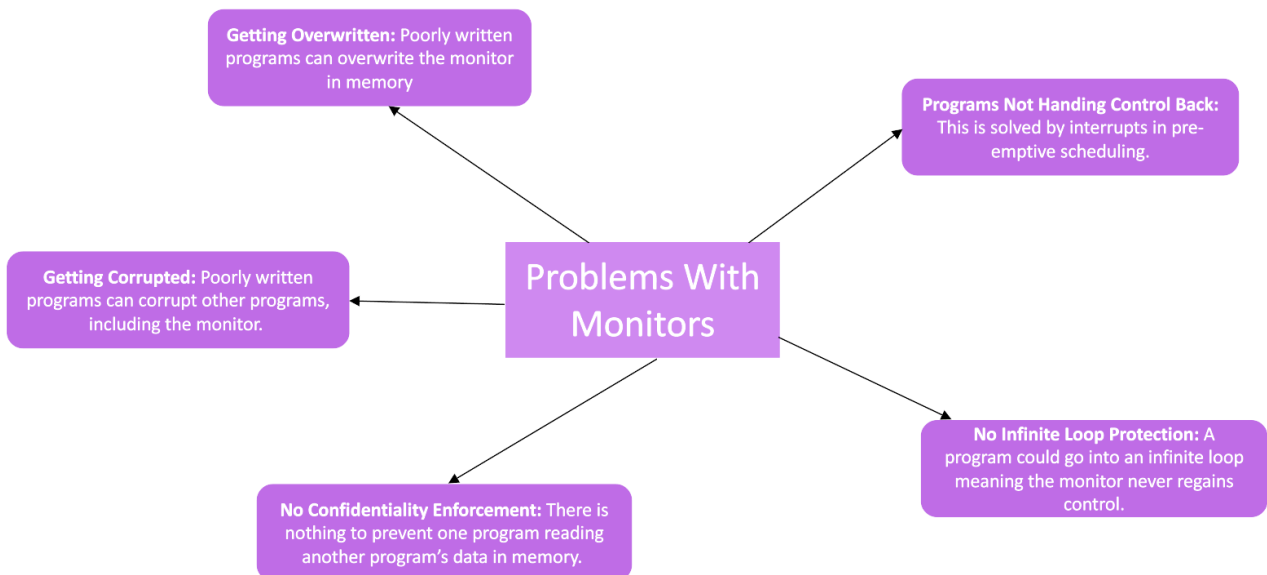 Getting Overwritten: Poorly written
programs can overwrite the monitor
in memory
Programs Not Handing Control Back:
This is solved by interrupts in pre-
emptive scheduling.
Problems With
Monitors
Getting Corrupted: Poorly written
programs can corrupt other programs,
including the monitor.
No Infinite Loop Protection: A
program could go into an infinite loop
meaning the monitor never regains
control.
No Confidentiality Enforcement: There is
nothing to prevent one program reading
another program’s data in memory.